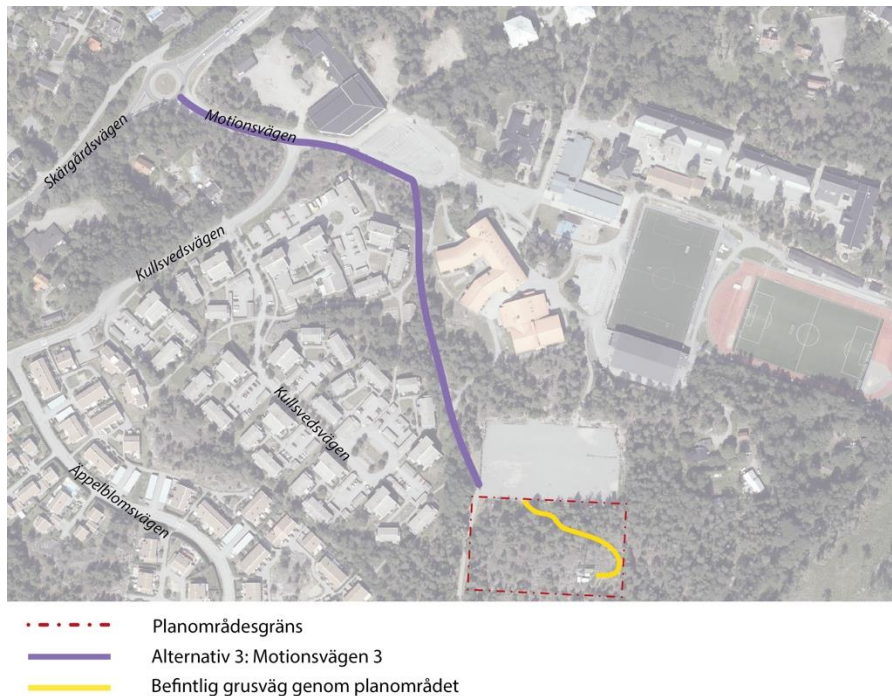 Motionsvägen
Skärgårdsvägen
Kullsvedsvägen
Kullsvedsvägen
Äppelblomsvägen
Planområdesgräns
Alternativ 3: Motionsvägen 3
Befintlig grusväg genom planområdet